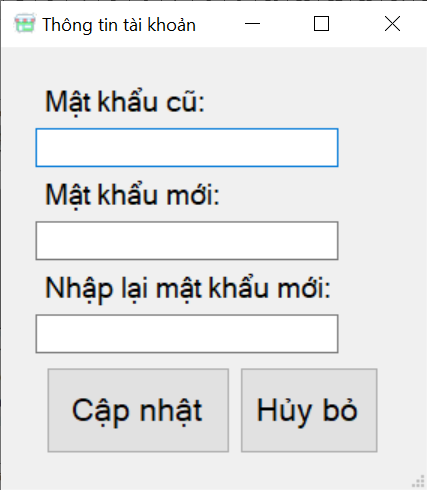 Thông tin tài khoản
Mật khẩu cũ:
Mật khẩu mới:
Nhập lại mật khẩu mới:
Cập nhật Hủy bỏ